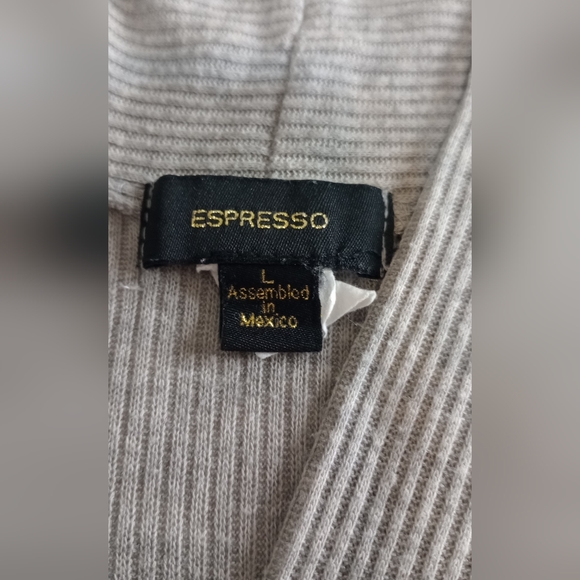 ESPRESSO
L
Assembled
in
Mexico